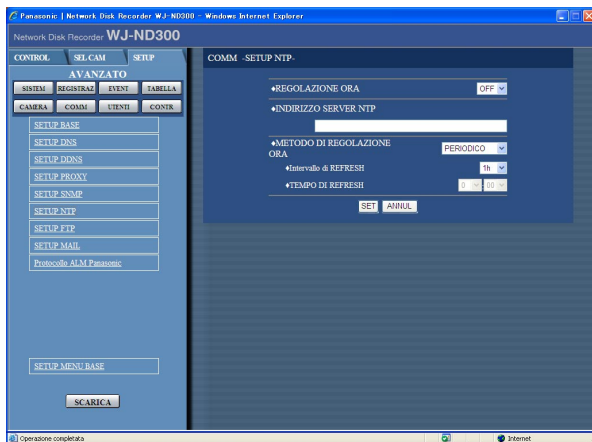 Panasonic | Network Disk Recorder WJ-ND300 - Windows Internet Explorer
Network Disk Recorder WJ-ND300
CONTROL SEL CAM SETUP
AVANZATO
SISTEM REGISTRAZ EVENT TABELLA
CAMERA COMM UTENTI CONTR
SETUP BASE
SETUP DNS
SETUP DDNS
SETUP PROXY
SETUP SNMP
SETUP NTP
SETUP FTP
SETUP MAIL
Protocollo ALM Panasonic
SETUP MENU BASE
SCARICA
COMM -SETUP NTP-
♦REGOLAZIONE ORA OFF
♦INDIRIZZO SERVER NTP
♦METODO DI REGOLAZIONE
ORA PERIODICO
♦Intervallo di REFRESH 1h
♦TEMPO DI REFRESH 0 : 00
SET ANNUL
Operazione completata Internet